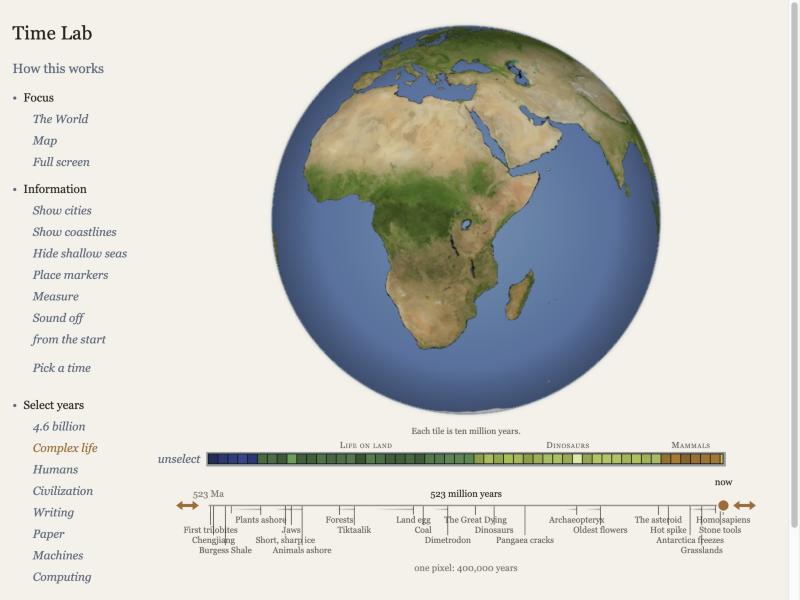 Time Lab
How this works
• Focus
The World
Map
Full screen
• Information
Show cities
Show coastlines
Hide shallow seas
Place markers
Measure
Sound off
from the start
Pick a time
• Select years
4.6 billion
Complex life
Humans
Civilization
Writing
Paper
Machines
Computing
Each tile is ten million years.
Life on land Dinosaurs Mammals
unselect
now
523 Ma 523 million years
Plants ashore Forests Land egg The Great Dying Archaeopteryx The asteroid Homo sapiens
First trilobites Jaws Tiktaalik Coal Dinosaurs Oldest flowers Hot spike Stone tools
Chengjiang Short, sharp ice Dimetrodon Pangaea cracks Antarctica freezes
Burgess Shale Animals ashore Grasslands
one pixel: 400,000 years